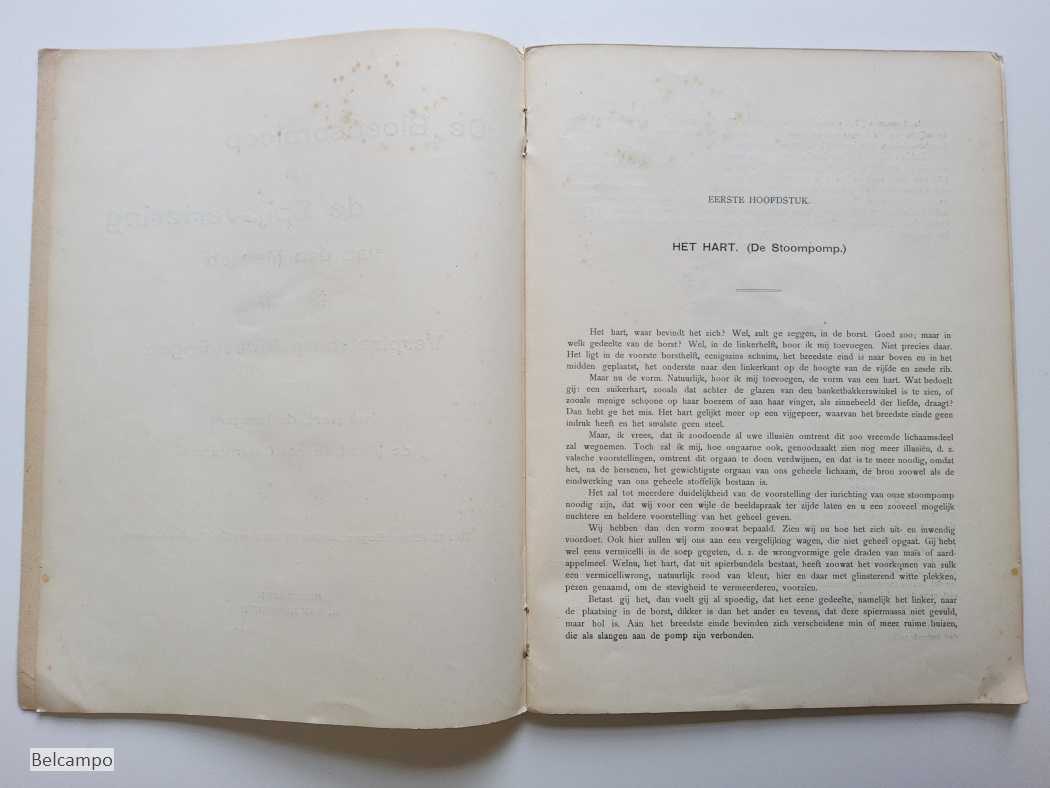 De Bloedsomloop
de Spijsvertering
van den Mensch
EERSTE HOOFDSTUK.
HET HART. (De Stoompomp.)
Het hart, waar bevindt het zich? Wel, zult ge zeggen, in de borst. Goed zoo; maar in
welk gedeelte van de borst? Wel, in de linkerhelft, hoor ik mij toevoegen. Niet precies daar.
Het ligt in de voorste borsthelft, eenigszins schuins, het breedste eind is naar boven en in het
midden geplaatst, het onderste naar den linkerkant op de hoogte van de vijfde en zesde rib.
Maar nu de vorm. Natuurlijk, hoor ik mij toevoegen, de vorm van een hart. Wat bedoelt
gij: een suikerhart, zooals dat achter de glazen van den banketbakkerswinkel is te zien, of
zooals menige schoone op haar boezem of aan haar vinger, als zinnebeeld der liefde, draagt?
Dan hebt ge het mis. Het hart gelijkt meer op een vijgepeer, waarvan het breedste einde geen
indruk heeft en het smalste geen steel.
Maar, ik vrees, dat ik zoodoende al uwe illusiën omtrent dit zoo vreemde lichaamsdeel
zal wegnemen. Toch zal ik mij, hoe ongaarne ook, genoodzaakt zien nog meer illusiën, d. z.
valsche voorstellingen, omtrent dit orgaan te doen verdwijnen, en dat is te meer noodig, omdat
het, na de hersenen, het gewichtigste orgaan van ons geheele lichaam, de bron zoowel als de
eindwerking van ons geheele stoffelijk bestaan is.
Het zal tot meerdere duidelijkheid van de voorstelling der inrichting van onze stoompomp
noodig zijn, dat wij voor een wijle de beeldspraak ter zijde laten en u een zooveel mogelijk
nuchtere en heldere voorstelling van het geheel geven.
Wij hebben dan den vorm zoowat bepaald. Zien wij nu hoe het zich uit- en inwendig
voordoet. Ook hier zullen wij ons aan een vergelijking wagen, die niet geheel opgaat. Gij hebt
wel eens vermicelli in de soep gegeten, d. z. de wrongvormige gele draden van maïs of aard-
appelmeel. Welnu, het hart, dat uit spierbundels bestaat, heeft zoowat het voorkomen van zulk
een vermicelliwrong, natuurlijk rood van kleur, hier en daar met glinsterend witte plekken,
pezen genaamd, om de stevigheid te vermeerderen, voorzien.
Betast gij het, dan voelt gij al spoedig, dat het eene gedeelte, namelijk het linker, naar
de plaatsing in de borst, dikker is dan het ander en tevens, dat deze spiermassa niet gevuld,
maar hol is. Aan het breedste einde bevinden zich verscheidene min of meer ruime buizen,
die als slangen aan de pomp zijn verbonden.
Belcampo